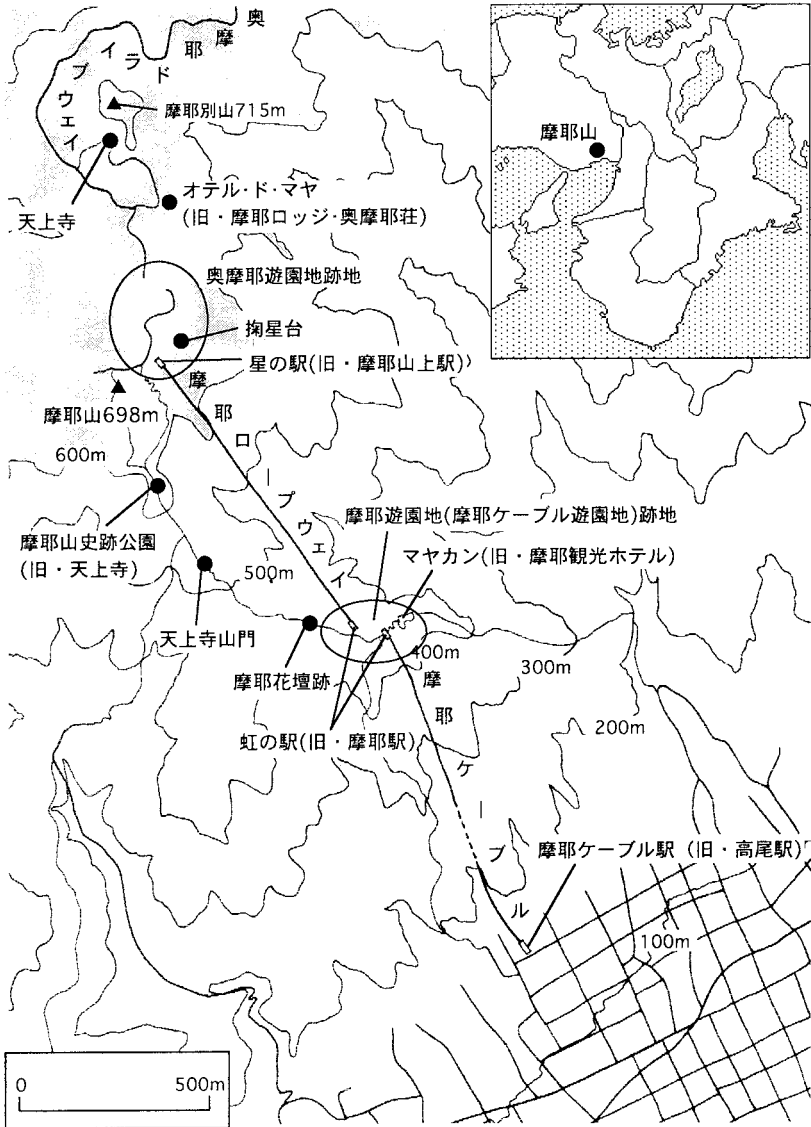 奥摩耶ドライブウェイ
摩耶別山715m
天上寺
オテル・ド・マヤ
(旧・摩耶ロッジ・奥摩耶荘)
奥摩耶遊園地跡地
掬星台
星の駅(旧・摩耶山上駅)
摩耶山698m
摩耶ロープウェイ
600m
摩耶山史跡公園
(旧・天上寺)
500m
天上寺山門
摩耶遊園地(摩耶ケーブル遊園地)跡地
マヤカン(旧・摩耶観光ホテル)
摩耶花壇跡
400m
300m
200m
虹の駅(旧・摩耶駅)
摩耶ケーブル
摩耶ケーブル駅(旧・高尾駅)
100m
0
500m
摩耶山